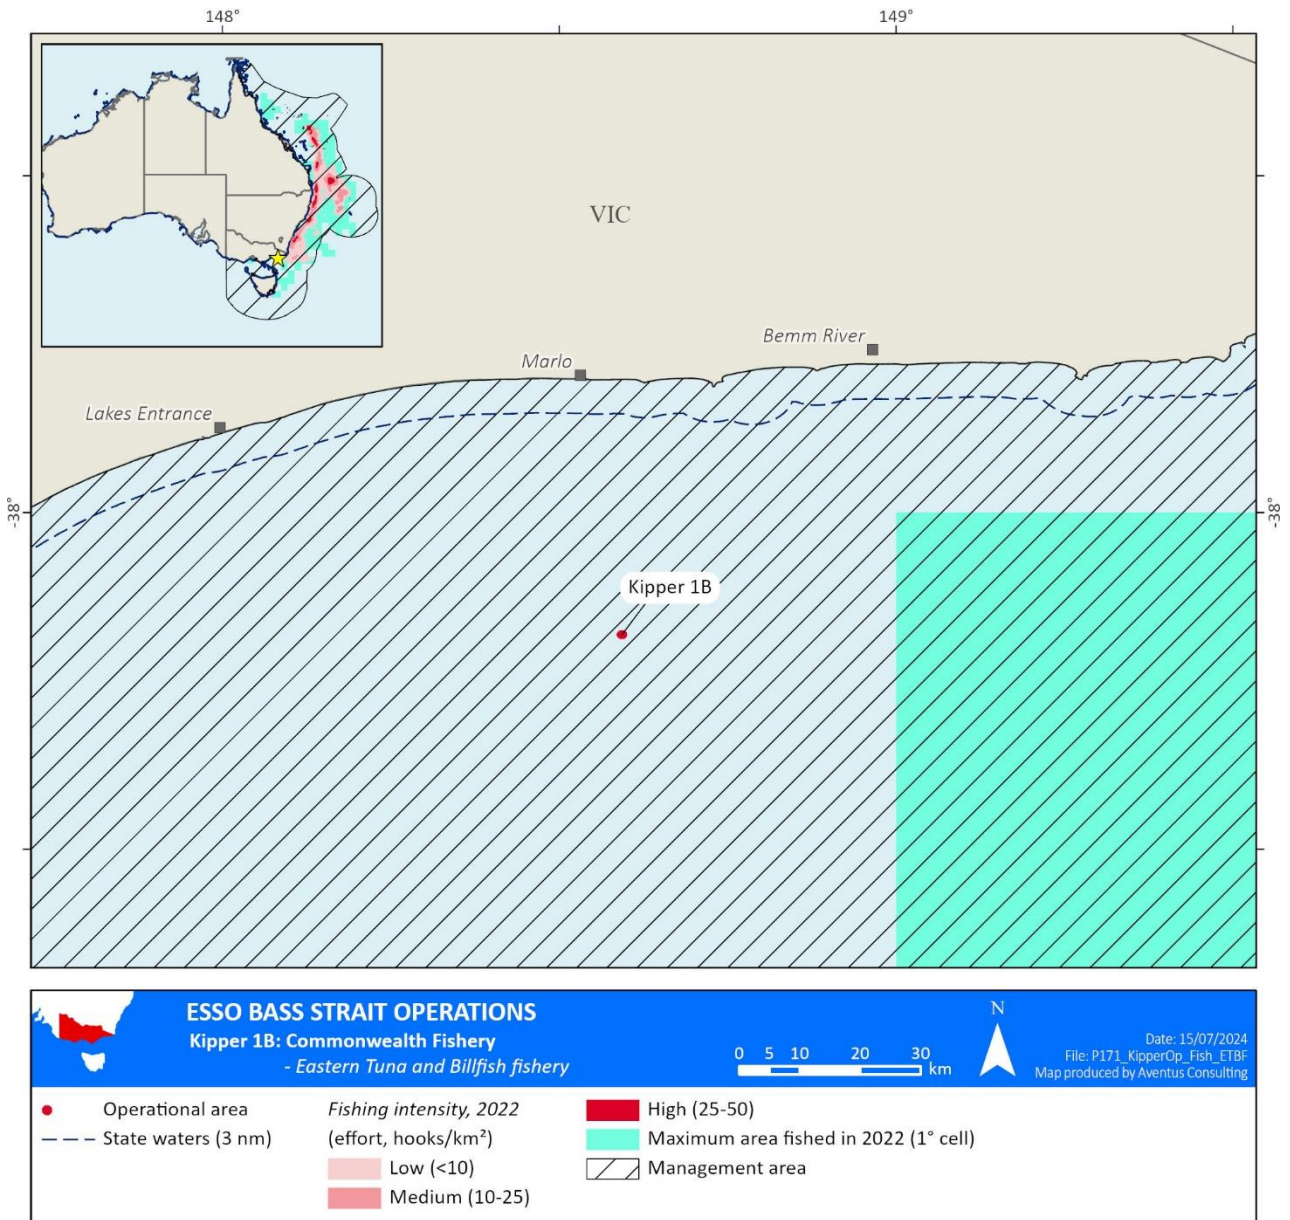 148°
149°
VIC
Bemm River
Marlo
Lakes Entrance
-38°
-38°
Kipper 1B
ESSO BASS STRAIT OPERATIONS
Kipper 1B: Commonwealth Fishery
- Eastern Tuna and Billfish fishery
0 5 10 20 30
km
N
Date: 15/07/2024
File: P171_KipperOp_Fish_ETBF
Map produced by Aventus Consulting
Operational area
State waters (3 nm)
Fishing intensity, 2022
(effort, hooks/km²)
Low (<10)
Medium (10-25)
High (25-50)
Maximum area fished in 2022 (1° cell)
Management area